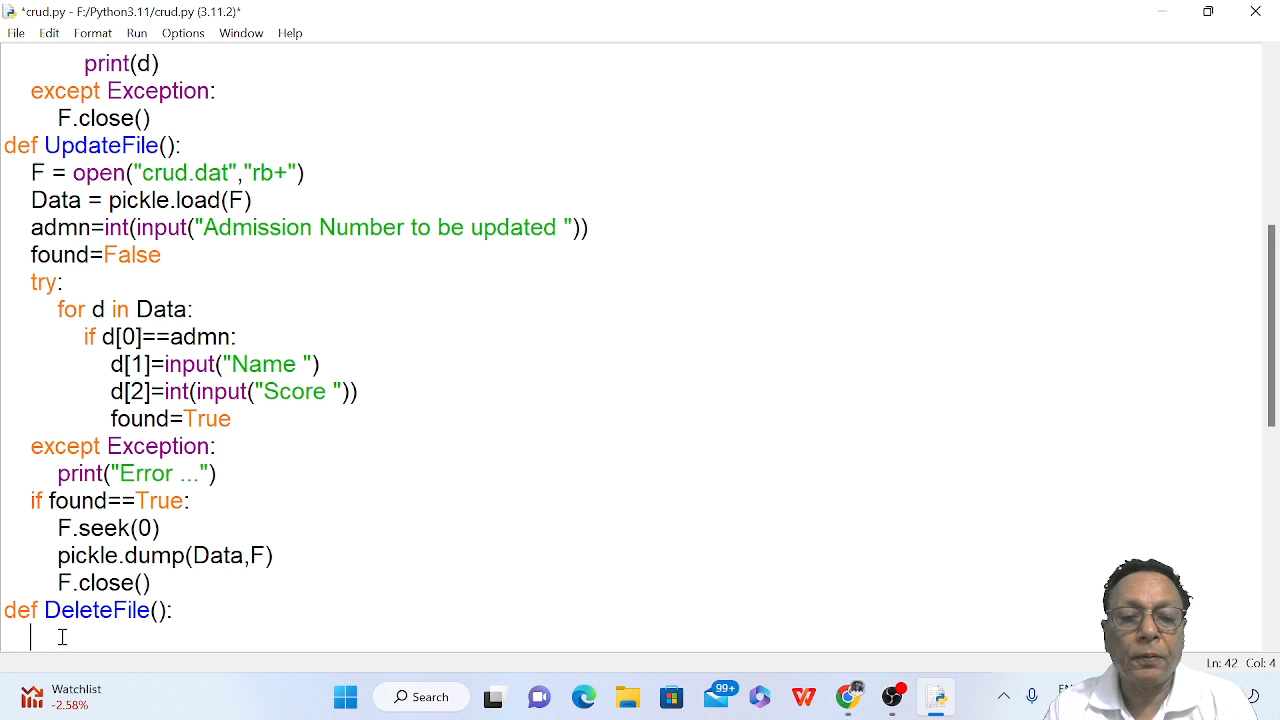 *crud.py - F:/Python3.11/crud.py (3.11.2)*
File Edit Format Run Options Window Help
print(d)
except Exception:
F.close()
def UpdateFile():
F = open("crud.dat","rb+")
Data = pickle.load(F)
admn=int(input("Admission Number to be updated "))
found=False
try:
for d in Data:
if d[0]==admn:
d[1]=input("Name ")
d[2]=int(input("Score "))
found=True
except Exception:
print("Error ...")
if found==True:
F.seek(0)
pickle.dump(Data,F)
F.close()
def DeleteFile():
Ln: 42 Col: 4
Watchlist
-2.58%
Search
99+